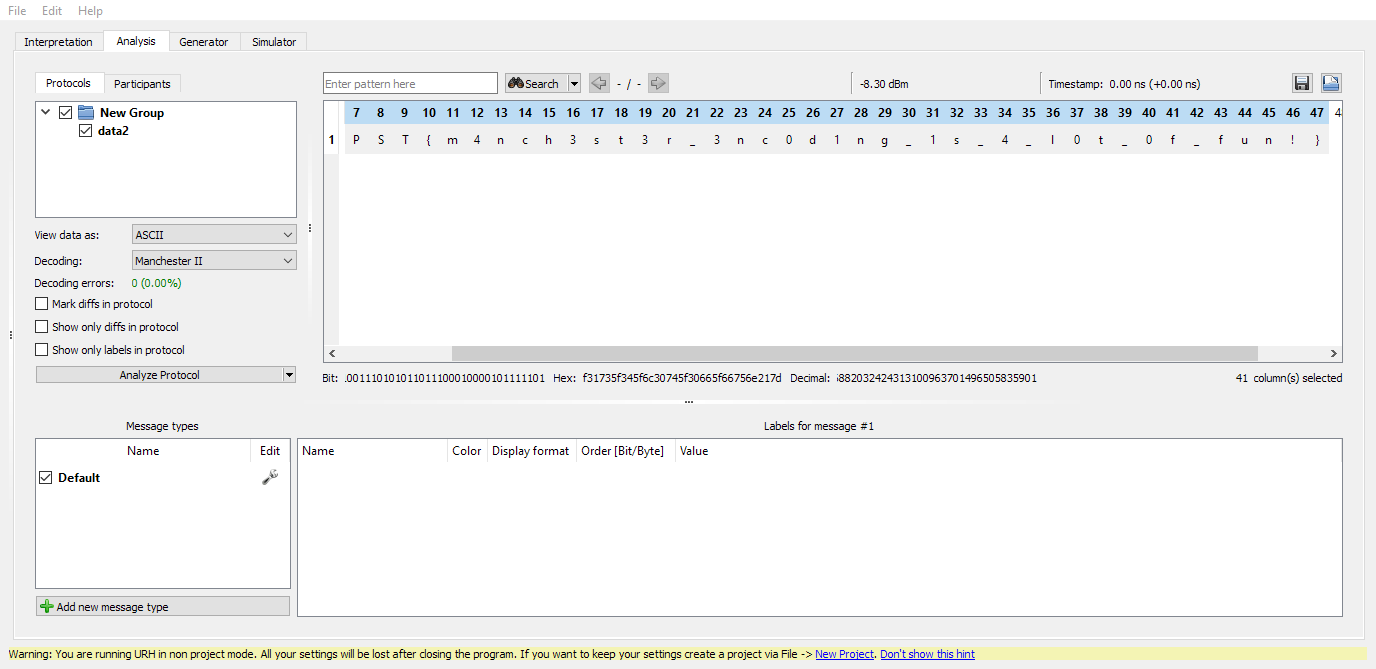 File Edit Help
Interpretation Analysis Generator Simulator
Protocols Participants
Enter pattern here Search - / - -8.30 dBm Timestamp: 0.00 ns (+0.00 ns)
New Group
data2
7 8 9 10 11 12 13 14 15 16 17 18 19 20 21 22 23 24 25 26 27 28 29 30 31 32 33 34 35 36 37 38 39 40 41 42 43 44 45 46 47 4
1 P S T { m 4 n c h 3 s t 3 r _ 3 n c 0 d 1 n g _ 1 s _ 4 _ l 0 t _ 0 f _ f u n ! }
View data as: ASCII
Decoding: Manchester II
Decoding errors: 0 (0.00%)
Mark diffs in protocol
Show only diffs in protocol
Show only labels in protocol
Analyze Protocol
Bit: .001110101011011100010000101111101 Hex: f31735f345f6c30745f30665f66756e217d Decimal: 8820324243131009637014965058359​01 41 column(s) selected
Message types
Name Edit
Default
Add new message type
Labels for message #1
Name Color Display format Order [Bit/Byte] Value
Warning: You are running URH in non project mode. All your settings will be lost after closing the program. If you want to keep your settings create a project via File -> New Project. Don't show this hint